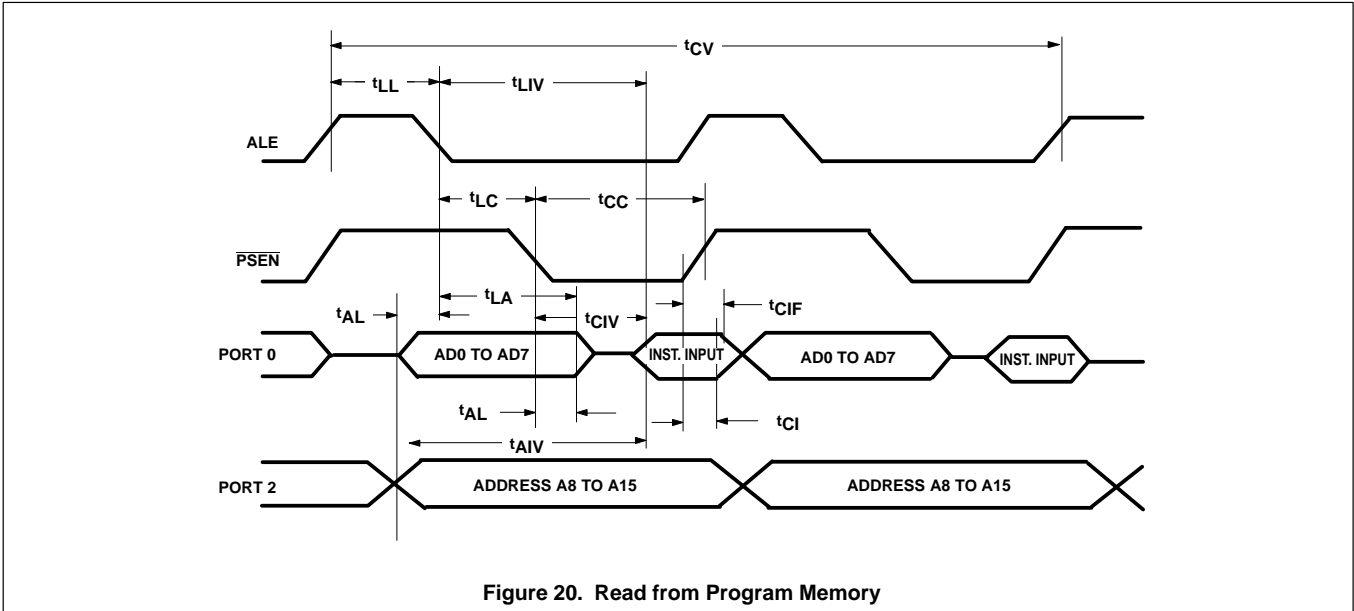 tCV
tLL tLIV
ALE
tLC tCC
PSEN
tLA
tAL tCIV tCIF
PORT 0 AD0 TO AD7 INST. INPUT AD0 TO AD7 INST. INPUT
tAL tCI
tAIV
PORT 2 ADDRESS A8 TO A15 ADDRESS A8 TO A15
Figure 20. Read from Program Memory